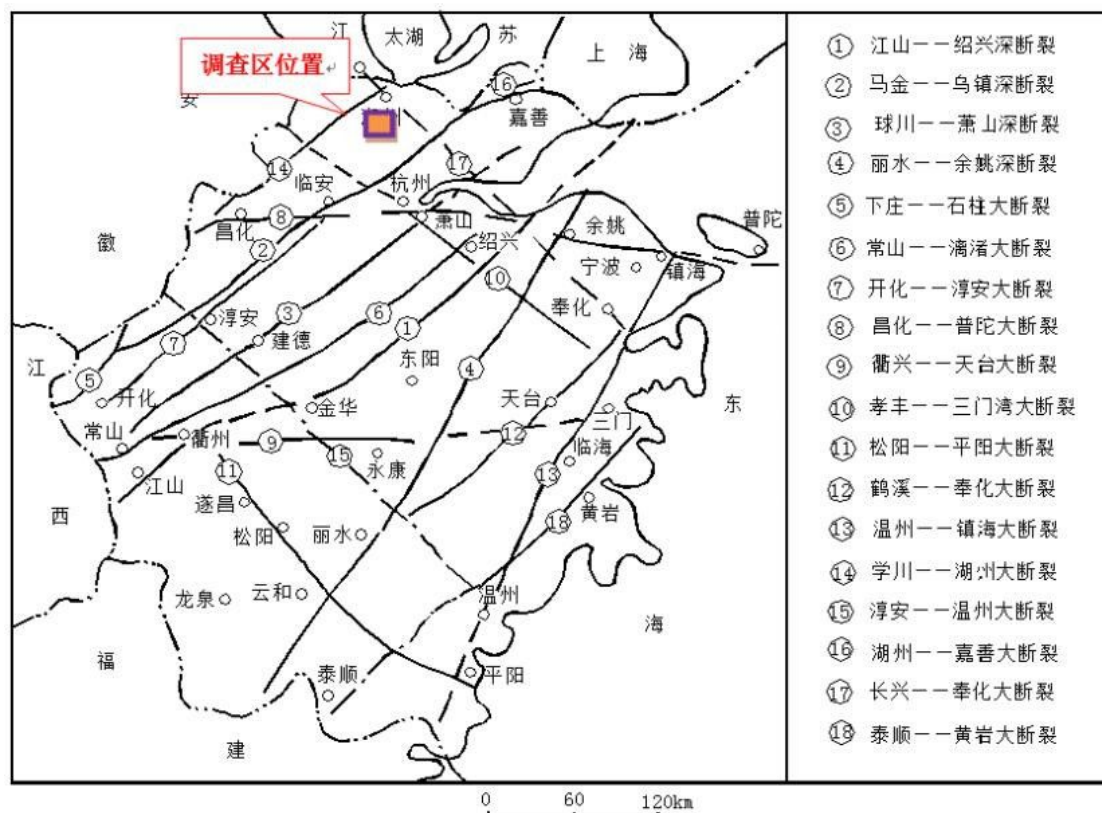 江
太湖
苏
上海
调查区位置
安
⑯
州
嘉善
⑰
⑭
临安
杭州
⑧
昌化
萧山
余姚
普陀
②
绍兴
徽
宁波
镇海
⑩
淳安
③
⑥
奉化
⑦
建德
①
东阳
④
江
⑤
开化
天台
东
金华
三门
常山
衢州
⑨
⑫
⑮
永康
临海
江山
⑪
⑬
遂昌
黄岩
西
松阳
丽水
⑱
龙泉
云和
温州
海
福
泰顺
平阳
建
① 江山——绍兴深断裂
② 马金——乌镇深断裂
③ 球川——萧山深断裂
④ 丽水——余姚深断裂
⑤ 下庄——石柱大断裂
⑥ 常山——漓渚大断裂
⑦ 开化——淳安大断裂
⑧ 昌化——普陀大断裂
⑨ 衢兴——天台大断裂
⑩ 孝丰——三门湾大断裂
⑪ 松阳——平阳大断裂
⑫ 鹤溪——奉化大断裂
⑬ 温州——镇海大断裂
⑭ 学川——湖州大断裂
⑮ 淳安——温州大断裂
⑯ 湖州——嘉善大断裂
⑰ 长兴——奉化大断裂
⑱ 泰顺——黄岩大断裂
0 60 120km